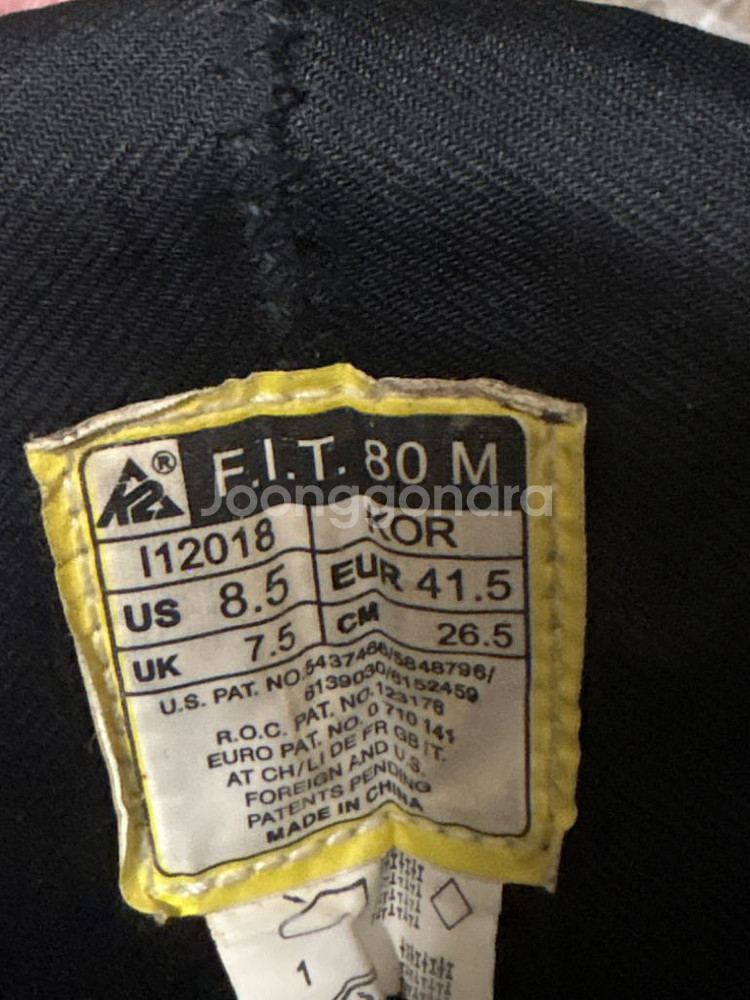 K2® F.I.T. 80 M
Joonggonara
I12018 KOR
US 8.5 EUR 41.5
UK 7.5 CM 26.5
U.S. PAT. NO.5437466/5848796/
6139030/6152459
R.O.C. PAT. NO.123178
EURO PAT. NO. 0 710 141
AT CH/LI DE FR GB IT.
FOREIGN AND U.S.
PATENTS PENDING
MADE IN CHINA
1